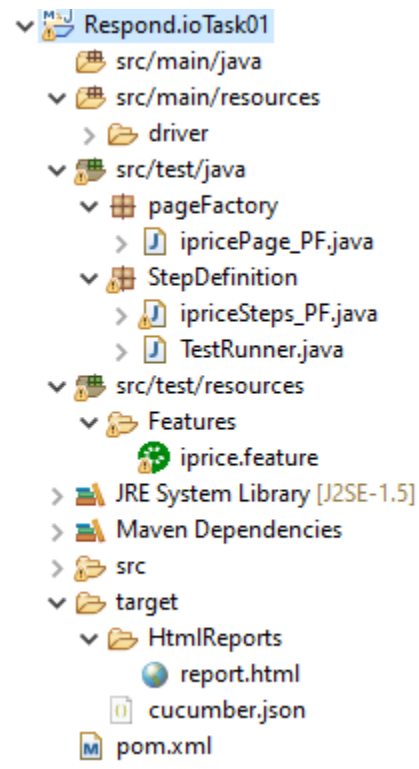 Respond.ioTask01
src/main/java
src/main/resources
driver
src/test/java
pageFactory
ipricePage_PF.java
StepDefinition
ipriceSteps_PF.java
TestRunner.java
src/test/resources
Features
iprice.feature
JRE System Library [J2SE-1.5]
Maven Dependencies
src
target
HtmlReports
report.html
cucumber.json
pom.xml